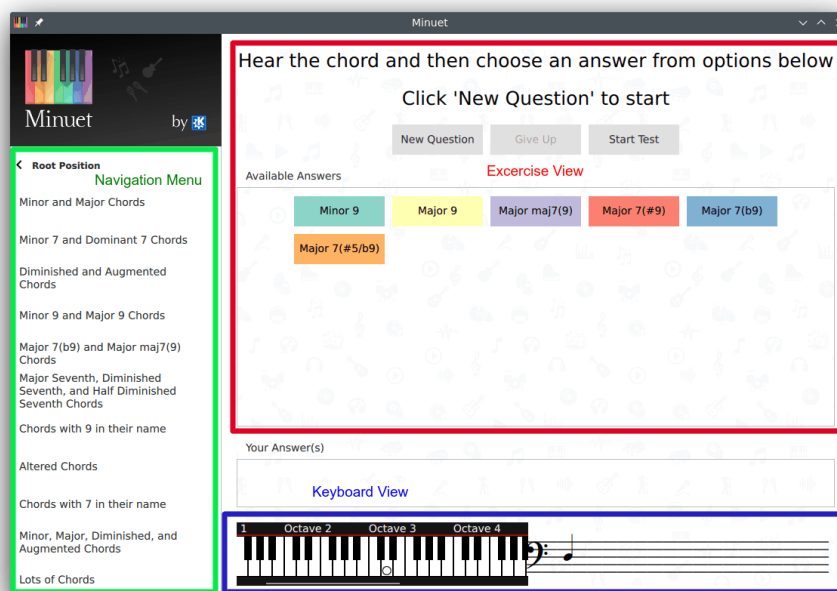 Minuet
Minuet
by
Root Position
Navigation Menu
Minor and Major Chords
Minor 7 and Dominant 7 Chords
Diminished and Augmented
Chords
Minor 9 and Major 9 Chords
Major 7(b9) and Major maj7(9)
Chords
Major Seventh, Diminished
Seventh, and Half Diminished
Seventh Chords
Chords with 9 in their name
Altered Chords
Chords with 7 in their name
Minor, Major, Diminished, and
Augmented Chords
Lots of Chords
Hear the chord and then choose an answer from options below
Click 'New Question' to start
New Question Give Up Start Test
Excercise View
Available Answers
Minor 9 Major 9 Major maj7(9) Major 7(#9) Major 7(b9)
Major 7(#5/b9)
Your Answer(s)
Keyboard View
1 Octave 2 Octave 3 Octave 4